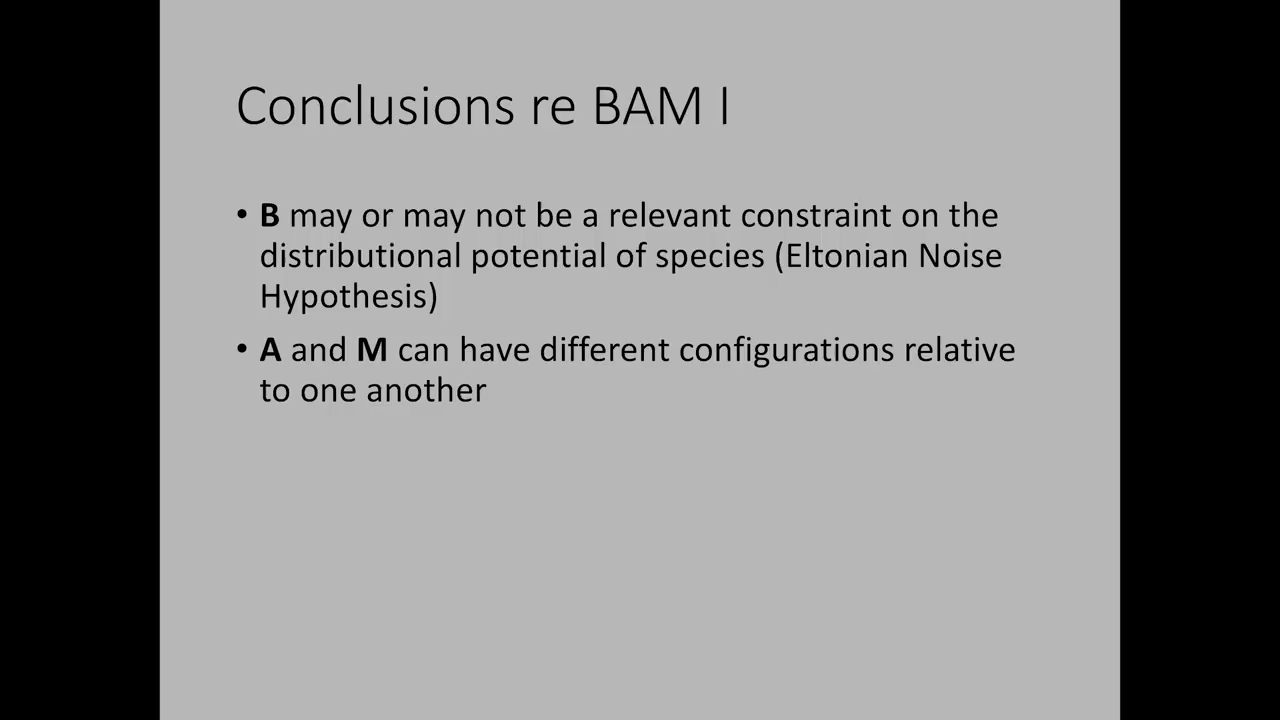 Conclusions re BAM I
• B may or may not be a relevant constraint on the
distributional potential of species (Eltonian Noise
Hypothesis)
• A and M can have different configurations relative
to one another